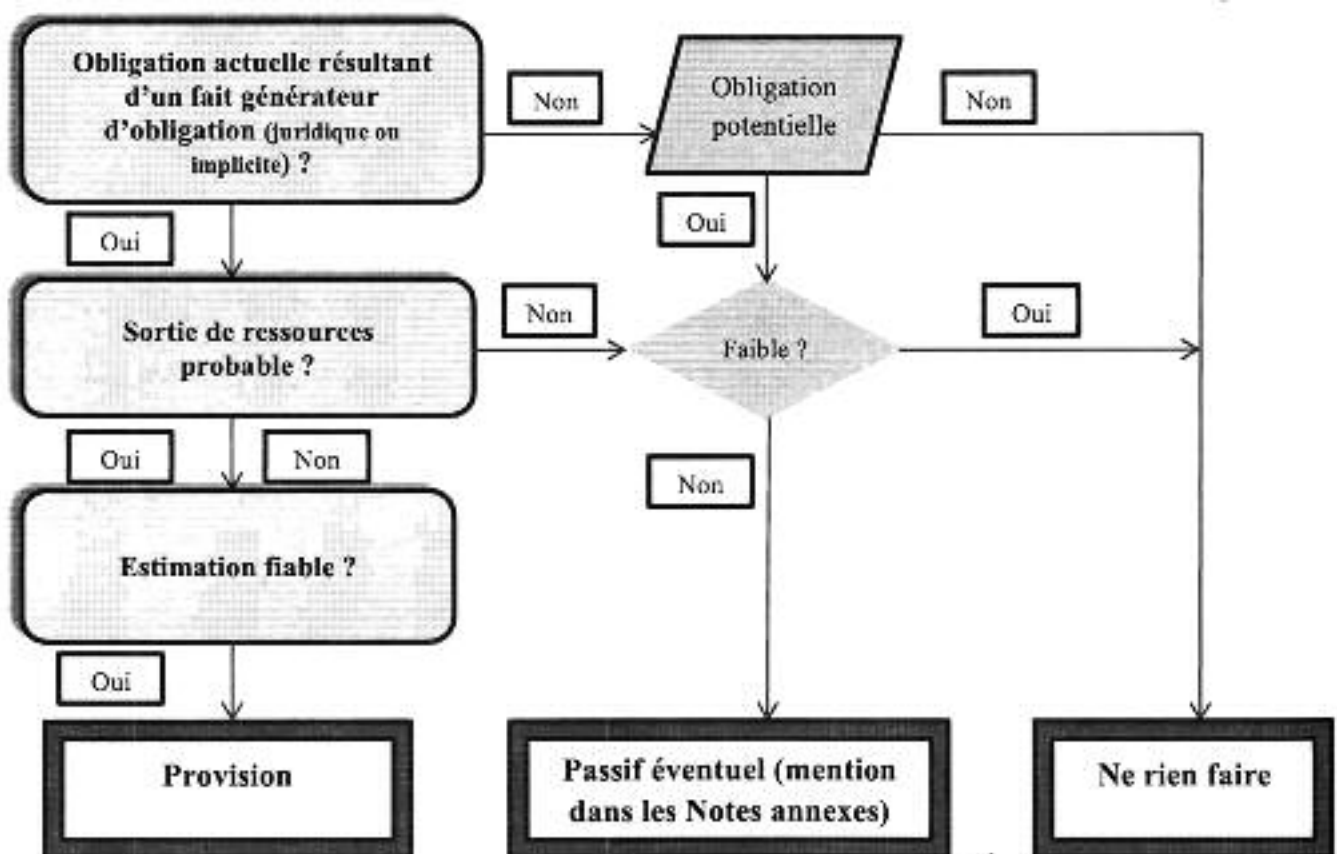 Obligation actuelle résultant
d'un fait générateur
d'obligation (juridique ou
implicite) ?
Non
Obligation
potentielle
Non
Oui
Oui
Sortie de ressources
probable ?
Non
Faible ?
Oui
Oui
Non
Non
Estimation fiable ?
Oui
Provision
Passif éventuel (mention
dans les Notes annexes)
Ne rien faire